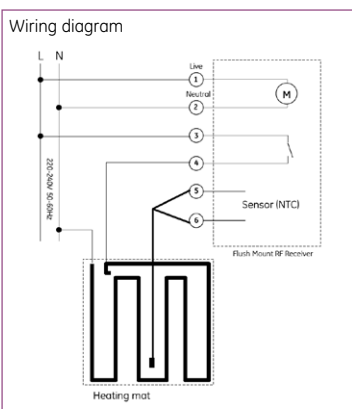 Wiring diagram
L N
Live
1
M
Neutral
2
3
4
220-240V 50-60Hz
5
Sensor (NTC)
6
Flush Mount RF Receiver
Heating mat